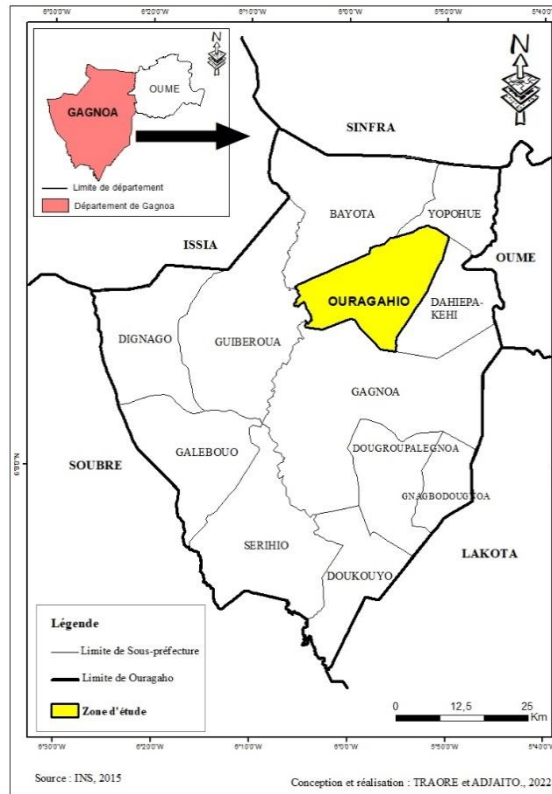 6°30'0"W 6°20'0"W 6°10'0"W 6°0'0"W 5°50'0"W 5°40'0"W
N
OUME
GAGNOA
Limite de département
Département de Gagnoa
N
SINFRA
BAYOTA
YOPOHUE
ISSIA
OUME
OURAGAHIO
DAHIEPA-
KEHI
DIGNAGO
GUIBEROUA
GAGNOA
GALEBOUO
DOUGROUPALEGNOA
SOUBRE
6°0'N
GNAGBODOUGNOA
SERIHIO
LAKOTA
DOUKOUYO
Légende
Limite de Sous-préfecture
Limite de Ouragaho
Zone d'étude
0 12,5 25
Km
6°30'0"W 6°20'0"W 6°10'0"W 6°0'0"W 5°50'0"W 5°40'0"W
Source : INS, 2015
Conception et réalisation : TRAORE et ADJAITO., 2022